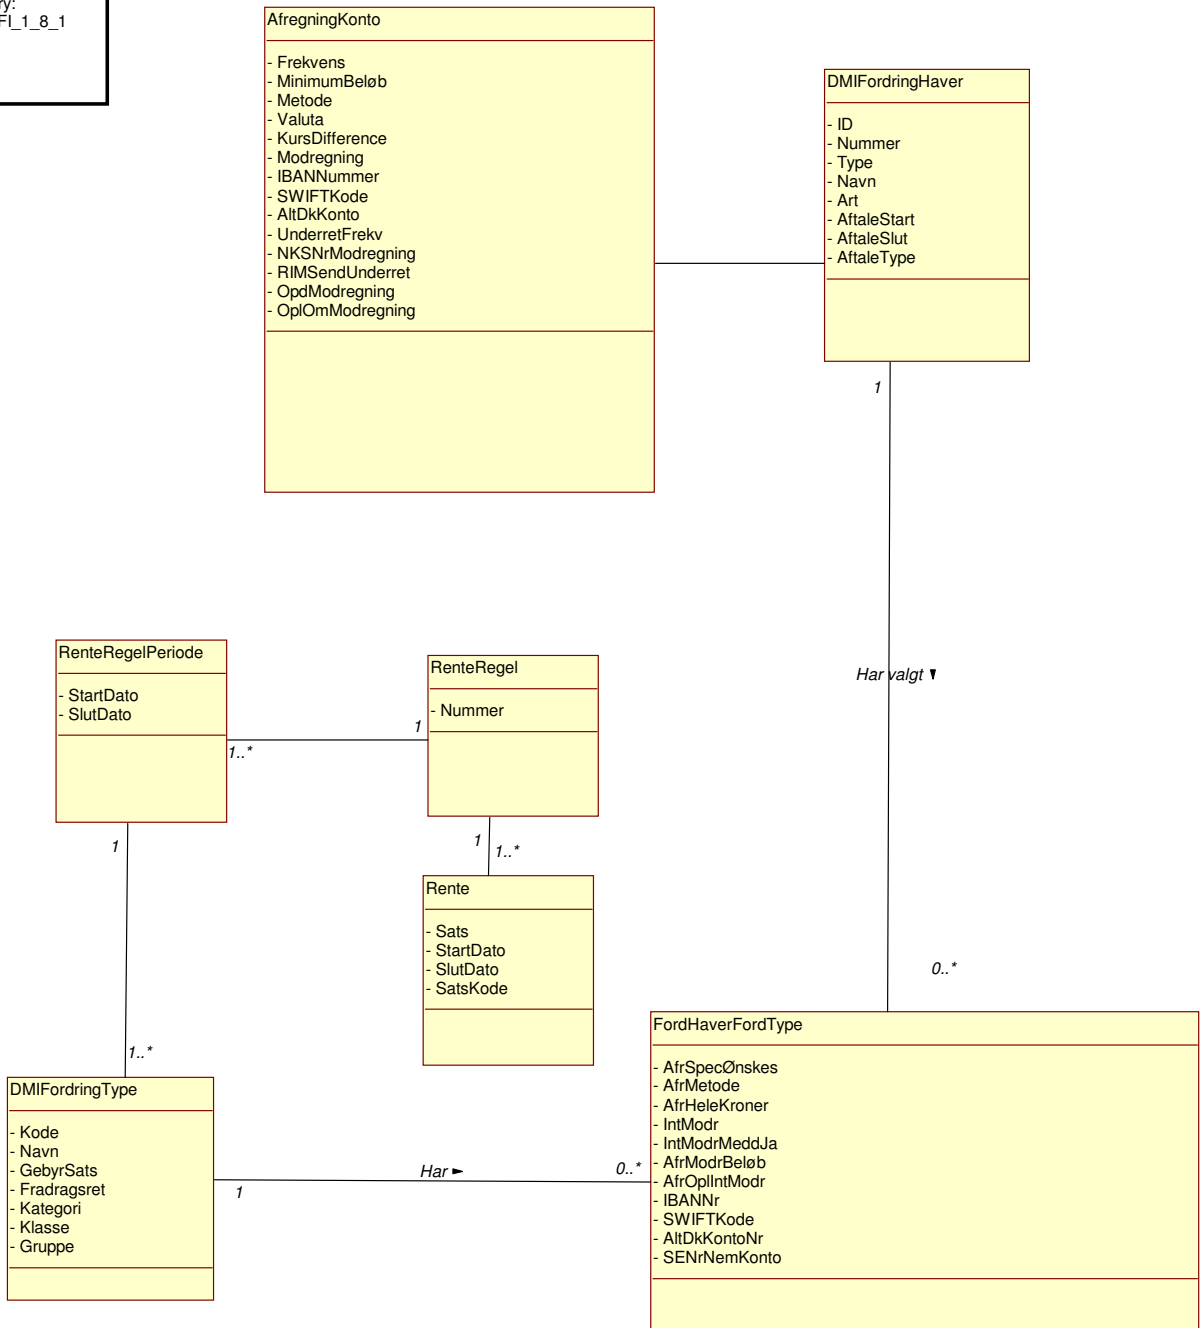 ry:
FI_1_8_1
AfregningKonto
- Frekvens
- MinimumBeløb
- Metode
- Valuta
- KursDifference
- Modregning
- IBANNummer
- SWIFTKode
- AltDkKonto
- UnderretFrekv
- NKSNrModregning
- RIMSendUnderret
- OpdModregning
- OplOmModregning
DMIFordringHaver
- ID
- Nummer
- Type
- Navn
- Art
- AftaleStart
- AftaleSlut
- AftaleType
1
Har valgt
0..*
RenteRegelPeriode
- StartDato
- SlutDato
1..*
1
RenteRegel
- Nummer
1
1..*
Rente
- Sats
- StartDato
- SlutDato
- SatsKode
1
1..*
DMIFordringType
- Kode
- Navn
- GebyrSats
- Fradragsret
- Kategori
- Klasse
- Gruppe
1
Har
0..*
FordHaverFordType
- AfrSpecØnskes
- AfrMetode
- AfrHeleKroner
- IntModr
- IntModrMeddJa
- AfrModrBeløb
- AfrOplIntModr
- IBANNr
- SWIFTKode
- AltDkKontoNr
- SENrNemKonto